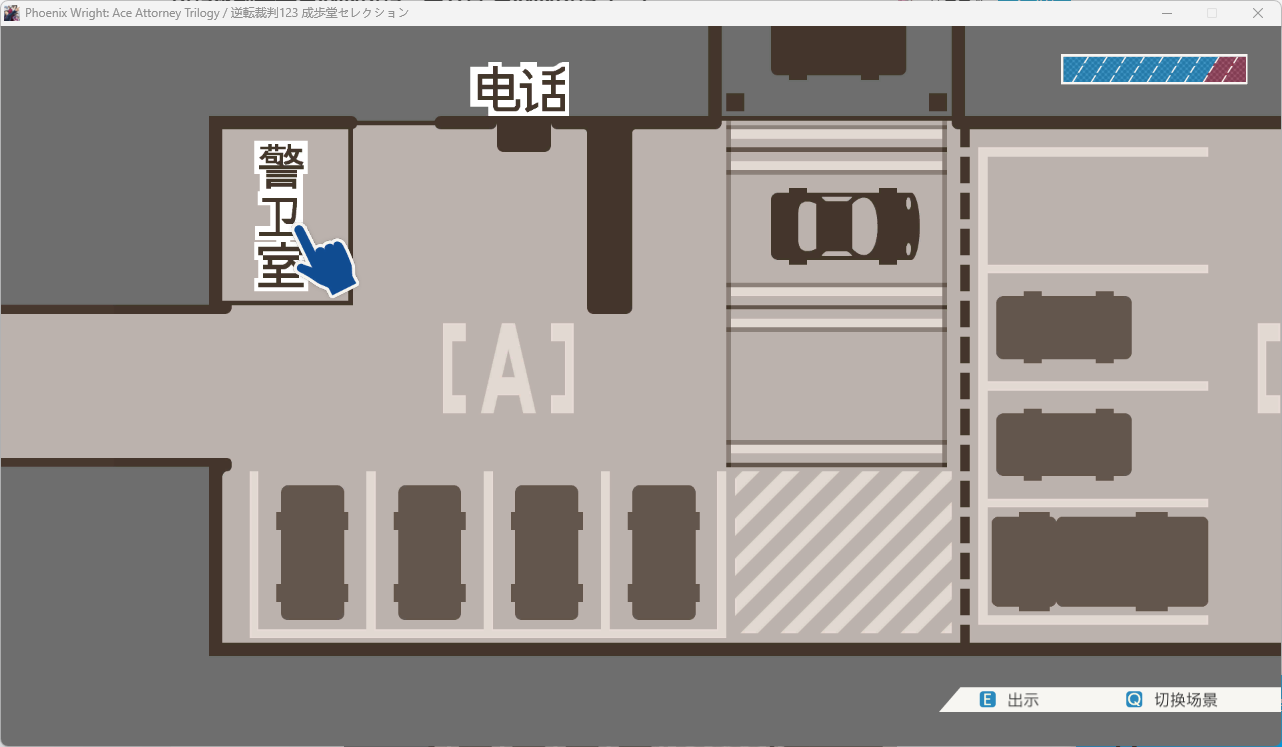 Phoenix Wright: Ace Attorney Trilogy / 逆転裁判123 成歩堂セレクション
电话
警卫室
[A]
[
E 出示
Q 切换场景